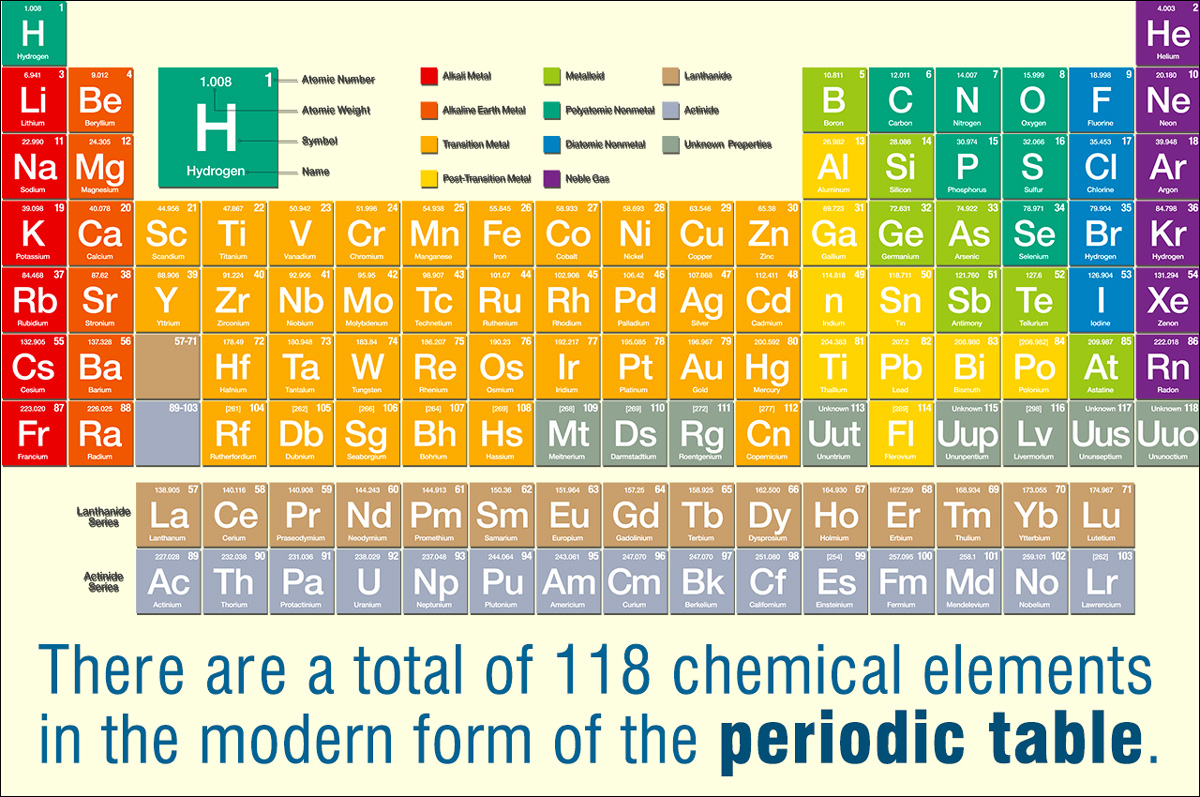 1.008 1 4.003 2
H He
Hydrogen Helium
6.941 3 9.012 4 1.008 1 Atomic Number Alkali Metal Metalloid Lanthanide 10.811 5 12.011 6 14.007 7 15.999 8 18.998 9 20.180 10
Li Be H Atomic Weight Alkaline Earth Metal Polyatomic Nonmetal Actinide B C N O F Ne
Lithium Beryllium Boron Carbon Nitrogen Oxygen Fluorine Neon
22.990 11 24.305 12 Symbol Transition Metal Diatomic Nonmetal Unknown Properties 26.982 13 28.086 14 30.974 15 32.066 16 35.453 17 39.948 18
Na Mg Hydrogen Name Post-Transition Metal Noble Gas Al Si P S Cl Ar
Sodium Magnesium Aluminum Silicon Phosphorus Sulfur Chlorine Argon
39.098 19 40.078 20 44.956 21 47.867 22 50.942 23 51.996 24 54.938 25 55.845 26 58.933 27 58.693 28 63.546 29 65.38 30 69.723 31 72.631 32 74.922 33 78.971 34 79.904 35 84.798 36
K Ca Sc Ti V Cr Mn Fe Co Ni Cu Zn Ga Ge As Se Br Kr
Potassium Calcium Scandium Titanium Vanadium Chromium Manganese Iron Cobalt Nickel Copper Zinc Gallium Germanium Arsenic Selenium Hydrogen Hydrogen
84.468 37 87.62 38 88.906 39 91.224 40 92.906 41 95.95 42 98.907 43 101.07 44 102.906 45 106.42 46 107.868 47 112.411 48 114.818 49 118.711 50 121.760 51 127.6 52 126.904 53 131.294 54
Rb Sr Y Zr Nb Mo Tc Ru Rh Pd Ag Cd n Sn Sb Te I Xe
Rubidium Stronium Yttrium Zirconium Niobium Molybdenum Technetium Ruthenium Rhodium Palladium Silver Cadmium Indium Tin Antimony Tellurium Iodine Zenon
132.905 55 137.328 56 57-71 178.49 72 180.948 73 183.84 74 186.207 75 190.23 76 192.217 77 195.085 78 196.967 79 200.592 80 204.383 81 207.2 82 208.980 83 [208.982] 84 209.987 85 222.018 86
Cs Ba Hf Ta W Re Os Ir Pt Au Hg Ti Pb Bi Po At Rn
Cesium Barium Hafnium Tantalum Tungsten Rhenium Osmium Iridium Platinum Gold Mercury Thallium Lead Bismuth Polonium Astatine Radon
223.020 87 226.025 88 89-103 [261] 104 [262] 105 [266] 106 [264] 107 [269] 108 [268] 109 [269] 110 [272] 111 [277] 112 Unknown 113 [289] 114 Unknown 115 [298] 116 Unknown 117 Unknown 118
Fr Ra Rf Db Sg Bh Hs Mt Ds Rg Cn Uut Fl Uup Lv Uus Uuo
Francium Radium Rutherfordium Dubnium Seaborgium Bohrium Hassium Meitnerium Darmstadtium Roentgenium Copernicium Ununtrium Flerovium Ununpentium Livermorium Ununseptium Ununoctium
138.905 57 140.116 58 140.908 59 144.243 60 144.913 61 150.36 62 151.964 63 157.25 64 158.925 65 162.500 66 164.930 67 167.259 68 168.934 69 173.055 70 174.967 71
Lanthanide Series La Ce Pr Nd Pm Sm Eu Gd Tb Dy Ho Er Tm Yb Lu
Lanthanum Cerium Praseodymium Neodymium Promethium Samarium Europium Gadolinium Terbium Dysprosium Holmium Erbium Thulium Ytterbium Lutetium
227.028 89 232.038 90 231.036 91 238.029 92 237.048 93 244.064 94 243.061 95 247.070 96 247.070 97 251.080 98 [254] 99 257.095 100 258.1 101 259.101 102 [262] 103
Actinide Series Ac Th Pa U Np Pu Am Cm Bk Cf Es Fm Md No Lr
Actinium Thorium Protactinium Uranium Neptunium Plutonium Americium Curium Berkelium Californium Einsteinium Fermium Mendelevium Nobelium Lawrencium
There are a total of 118 chemical elements
in the modern form of the periodic table.